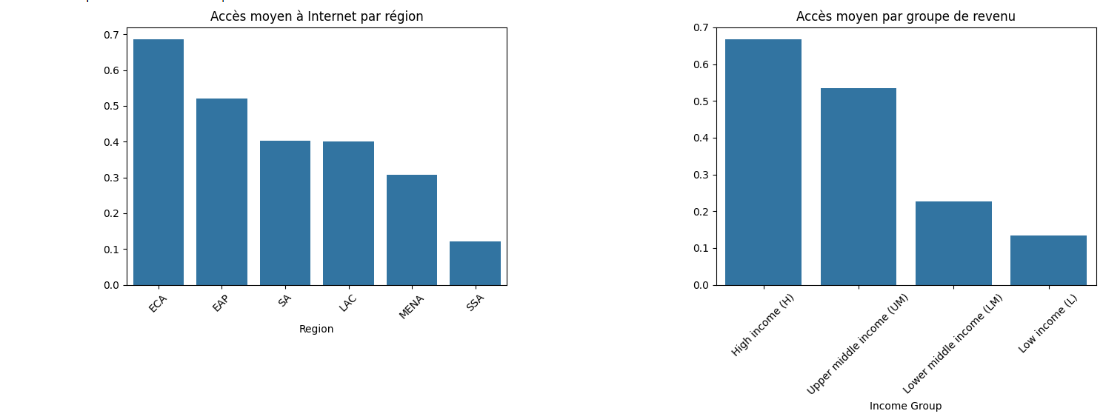 Accès moyen à Internet par région
0.7
0.6
0.5
0.4
0.3
0.2
0.1
0.0
ECA
EAP
SA
LAC
MENA
SSA
Region
Accès moyen par groupe de revenu
0.7
0.6
0.5
0.4
0.3
0.2
0.1
0.0
High income (H)
Upper middle income (UM)
Lower middle income (LM)
Low income (L)
Income Group